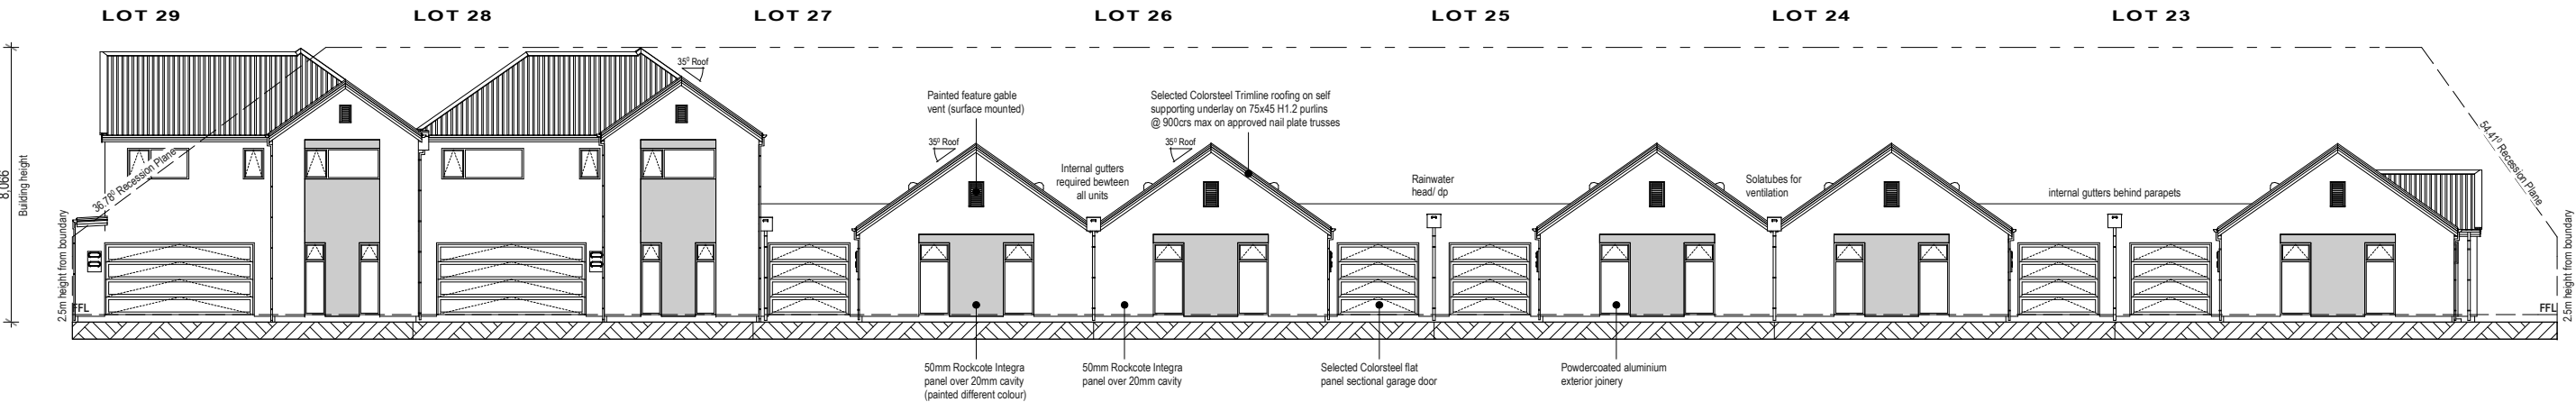 LOT 29
LOT 28
LOT 27
LOT 26
LOT 25
LOT 24
LOT 23
8,066
Building height
2.5m height from boundary
FFL
36.78⁰ Recession Plane
35⁰ Roof
Painted feature gable
vent (surface mounted)
35⁰ Roof
Internal gutters
required bewteen
all units
Selected Colorsteel Trimline roofing on self
supporting underlay on 75x45 H1.2 purlins
@ 900crs max on approved nail plate trusses
35⁰ Roof
Rainwater
head/ dp
Solatubes for
ventilation
internal gutters behind parapets
54.41⁰ Recession Plane
FFL
2.5m height from boundary
50mm Rockcote Integra
panel over 20mm cavity
(painted different colour)
50mm Rockcote Integra
panel over 20mm cavity
Selected Colorsteel flat
panel sectional garage door
Powdercoated aluminium
exterior joinery